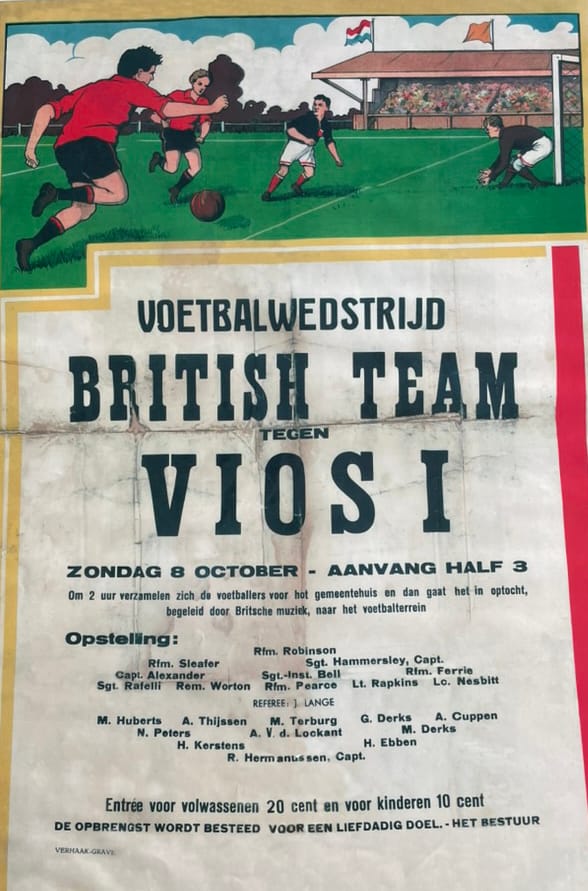 VOETBALWEDSTRIJD
BRITISH TEAM
TEGEN
VIOS I
ZONDAG 8 OCTOBER - AANVANG HALF 3
Om 2 uur verzamelen zich de voetballers voor hot gemeentehuis en dan gaat het in optocht,
begeleid door Britsche muziek, naar het voetbalterrein
Opstelling:
Rfm. Robinson
Rfm. Sleafer Sgt. Hammersley, Capt.
Capt. Alexander Sgt.-Inst. Bell Rfm. Ferrie
Sgt. Rafelli Rem. Worton Rfm. Pearce Lt. Rapkins Lc. Nesbitt
REFEREE: J. LANGE
M. Huberts A. Thijssen M. Terburg G. Derks A. Cuppen
N. Peters A. V. d. Lockant M. Derks
H. Kerstens H. Ebben
R. Hermanussen, Capt.
Entrée voor volwassenen 20 cent en voor kinderen 10 cent
DE OPBRENGST WORDT BESTEED VOOR EEN LIEFDADIG DOEL. - HET BESTUUR
VERHAAK-GRAVE